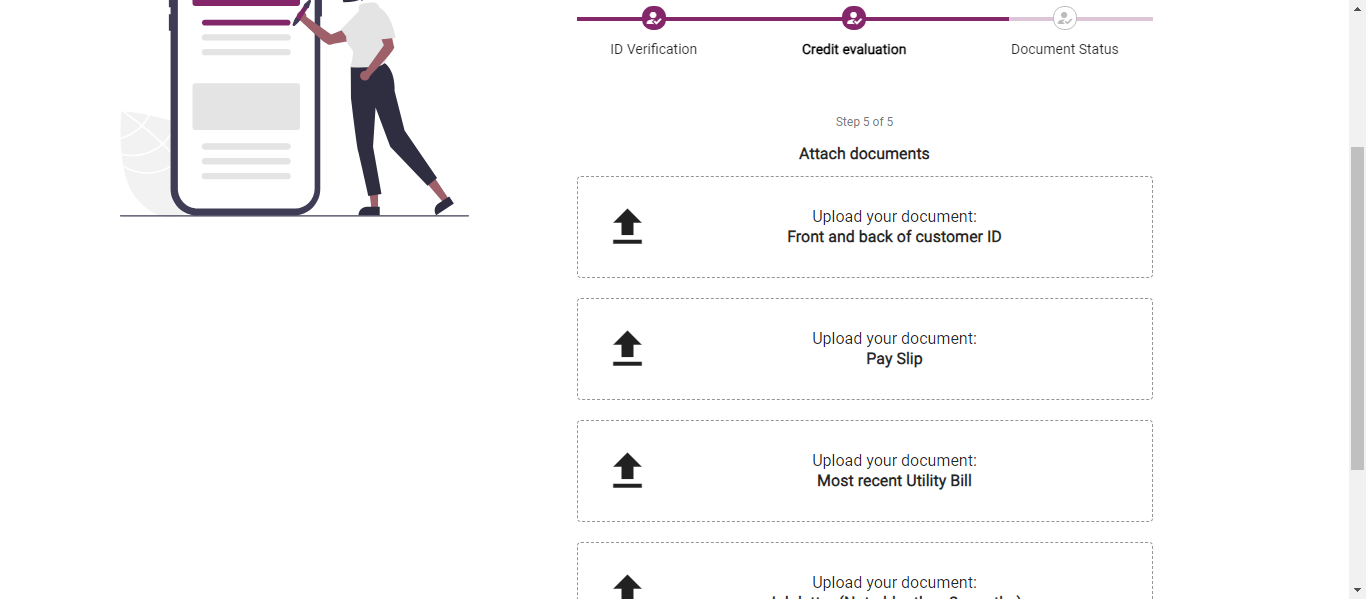 ID Verification
Credit evaluation
Document Status
Step 5 of 5
Attach documents
Upload your document:
Front and back of customer ID
Upload your document:
Pay Slip
Upload your document:
Most recent Utility Bill
Upload your document: